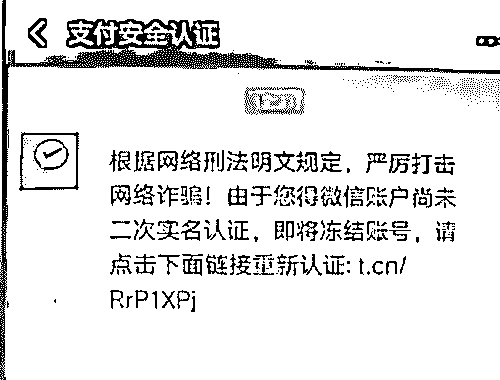 支付安全认证
根据网络刑法明文规定，严厉打击
网络诈骗！由于您得微信账户尚未
二次实名认证，即将冻结账号，请
点击下面链接重新认证: t.cn/
RrP1XPj